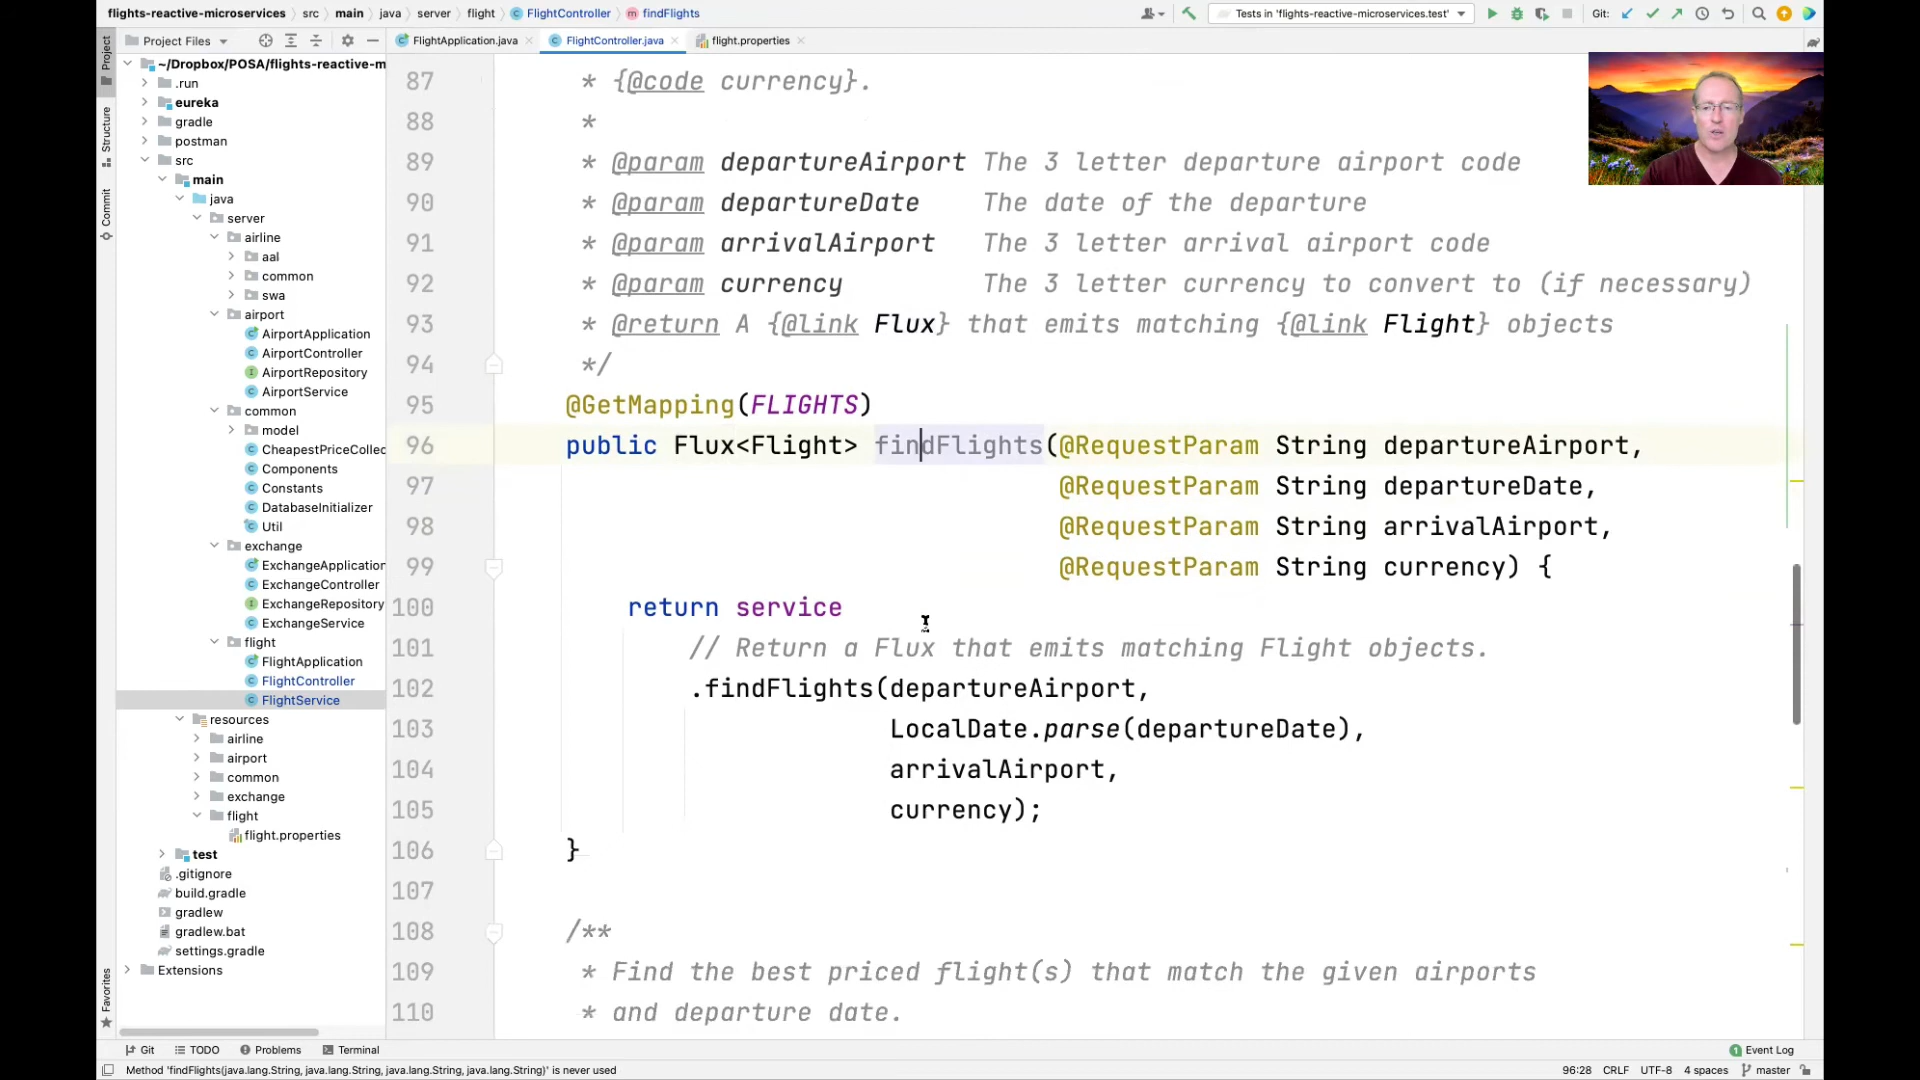 flights-reactive-microservices src main java server flight FlightController findFlights
Tests in 'flights-reactive-microservices.test' Git:
Project Files
FlightApplication.java FlightController.java flight.properties
Project
Structure
Commit
Favorites
~/Dropbox/POSA/flights-reactive-m
.run
eureka
gradle
postman
src
main
java
server
airline
aal
common
swa
airport
AirportApplication
AirportController
AirportRepository
AirportService
common
model
CheapestPriceCollec
Components
Constants
DatabaseInitializer
Util
exchange
ExchangeApplication
ExchangeController
ExchangeRepository
ExchangeService
flight
FlightApplication
FlightController
FlightService
resources
airline
airport
common
exchange
flight
flight.properties
test
.gitignore
build.gradle
gradlew
gradlew.bat
settings.gradle
Extensions
87 * {@code currency}.
88 *
89 * @param departureAirport The 3 letter departure airport code
90 * @param departureDate The date of the departure
91 * @param arrivalAirport The 3 letter arrival airport code
92 * @param currency The 3 letter currency to convert to (if necessary)
93 * @return A {@link Flux} that emits matching {@link Flight} objects
94 */
95 @GetMapping(FLIGHTS)
96 public Flux<Flight> findFlights(@RequestParam String departureAirport,
97 @RequestParam String departureDate,
98 @RequestParam String arrivalAirport,
99 @RequestParam String currency) {
100 return service
101 // Return a Flux that emits matching Flight objects.
102 .findFlights(departureAirport,
103 LocalDate.parse(departureDate),
104 arrivalAirport,
105 currency);
106 }
107
108 /**
109 * Find the best priced flight(s) that match the given airports
110 * and departure date.
Git TODO Problems Terminal 1 Event Log
Method 'findFlights(java.lang.String, java.lang.String, java.lang.String, java.lang.String)' is never used 96:28 CRLF UTF-8 4 spaces master